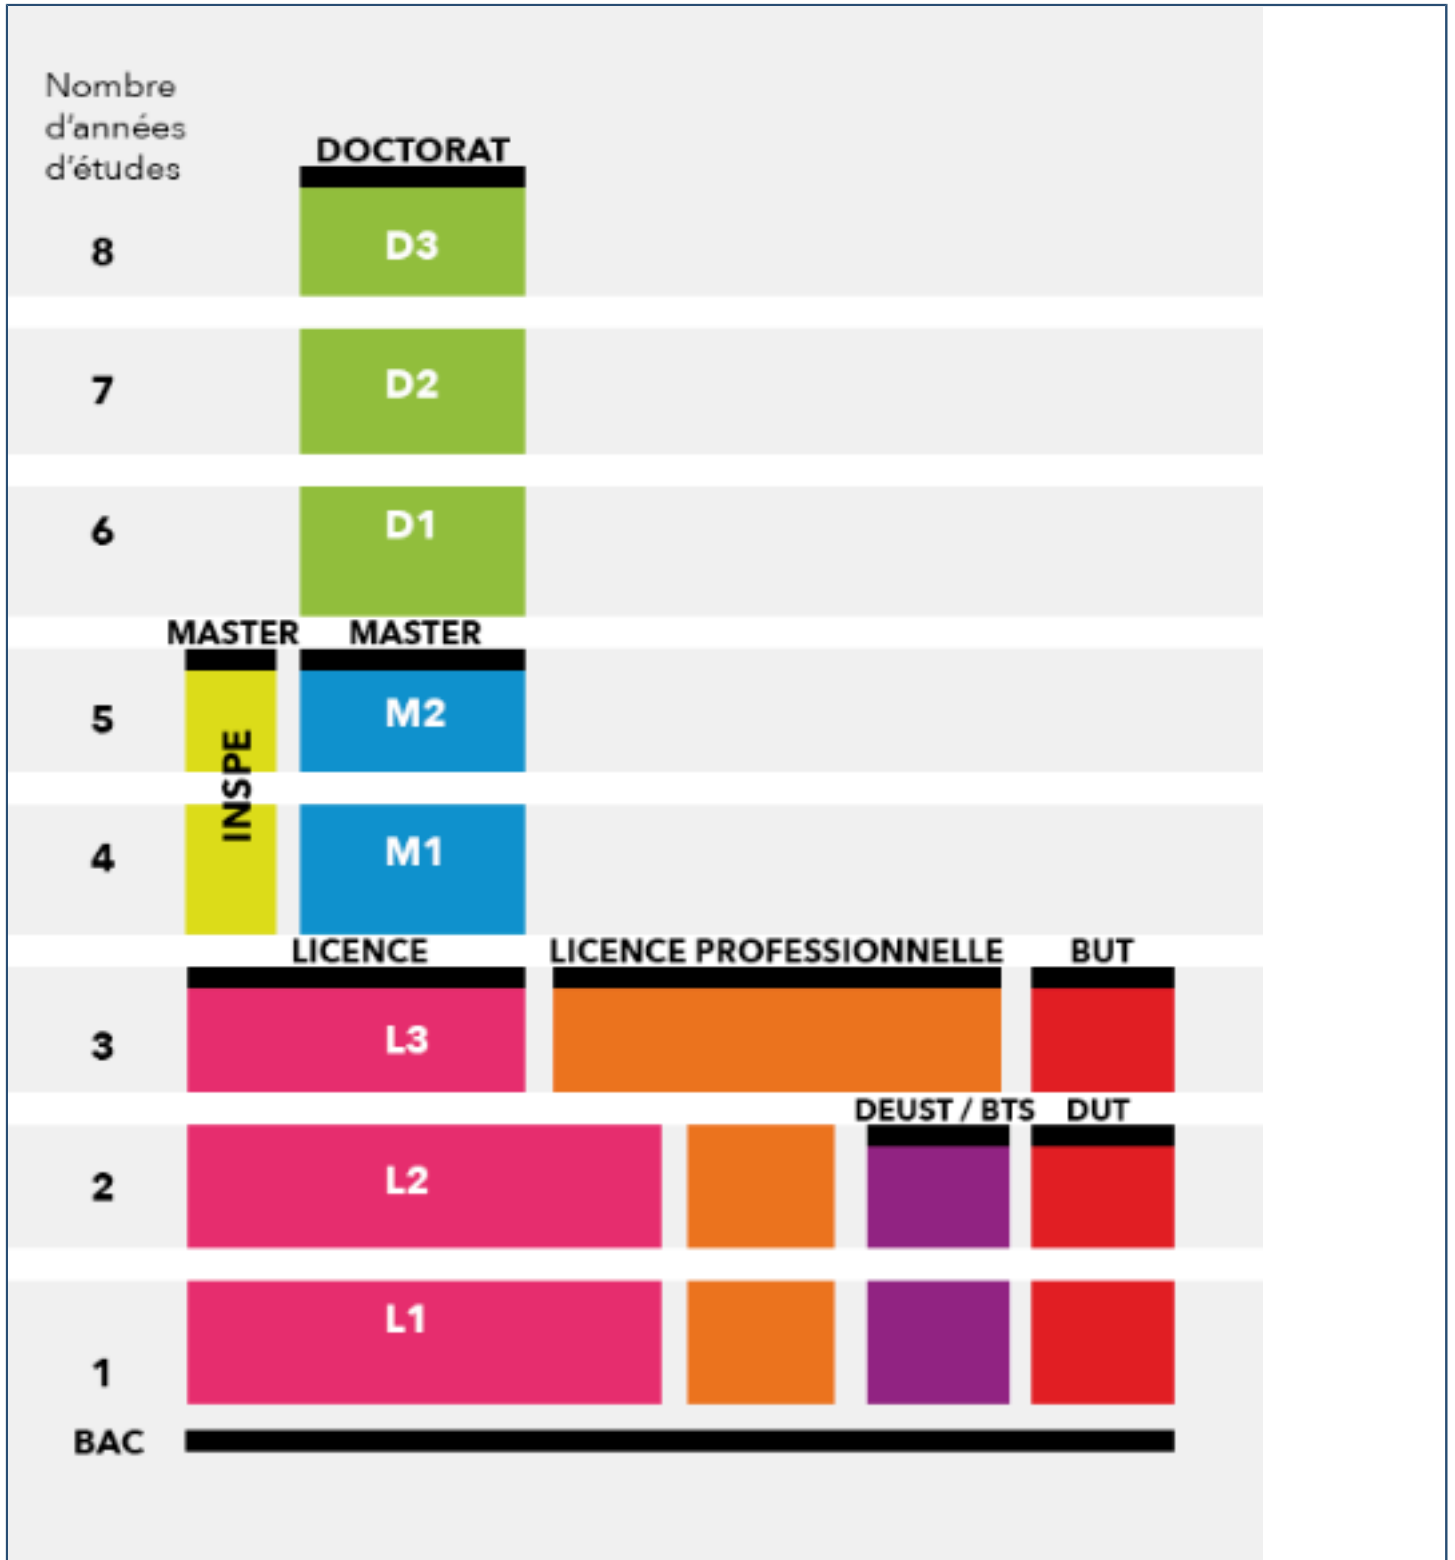 Nombre
d'années
d'études
DOCTORAT
8 D3
7 D2
6 D1
MASTER MASTER
5 M2
INSPE
4 M1
LICENCE LICENCE PROFESSIONNELLE BUT
3 L3
DEUST / BTS DUT
2 L2
1 L1
BAC